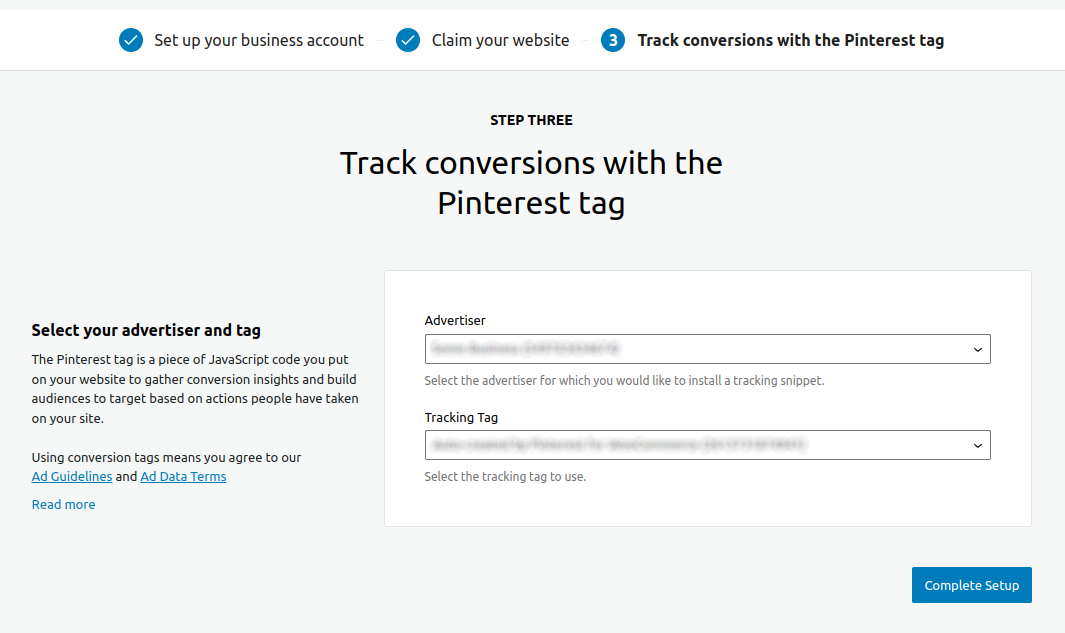 Set up your business account
Claim your website
3 Track conversions with the Pinterest tag
STEP THREE
Track conversions with the
Pinterest tag
Select your advertiser and tag
The Pinterest tag is a piece of JavaScript code you put
on your website to gather conversion insights and build
audiences to target based on actions people have taken
on your site.
Using conversion tags means you agree to our
Ad Guidelines and Ad Data Terms
Read more
Advertiser
Select the advertiser for which you would like to install a tracking snippet.
Tracking Tag
Select the tracking tag to use.
Complete Setup